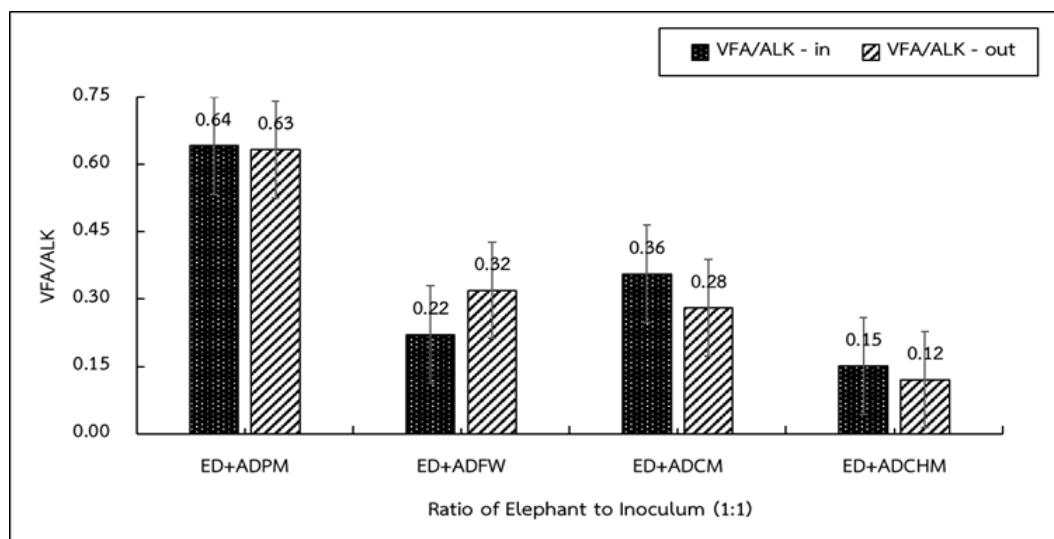 VFA/ALK - in VFA/ALK - out
0.75
0.60
0.45
0.30
0.15
0.00
VFA/ALK
0.64 0.63
0.22 0.32
0.36 0.28
0.15 0.12
ED+ADPM ED+ADFW ED+ADCM ED+ADCHM
Ratio of Elephant to Inoculum (1:1)